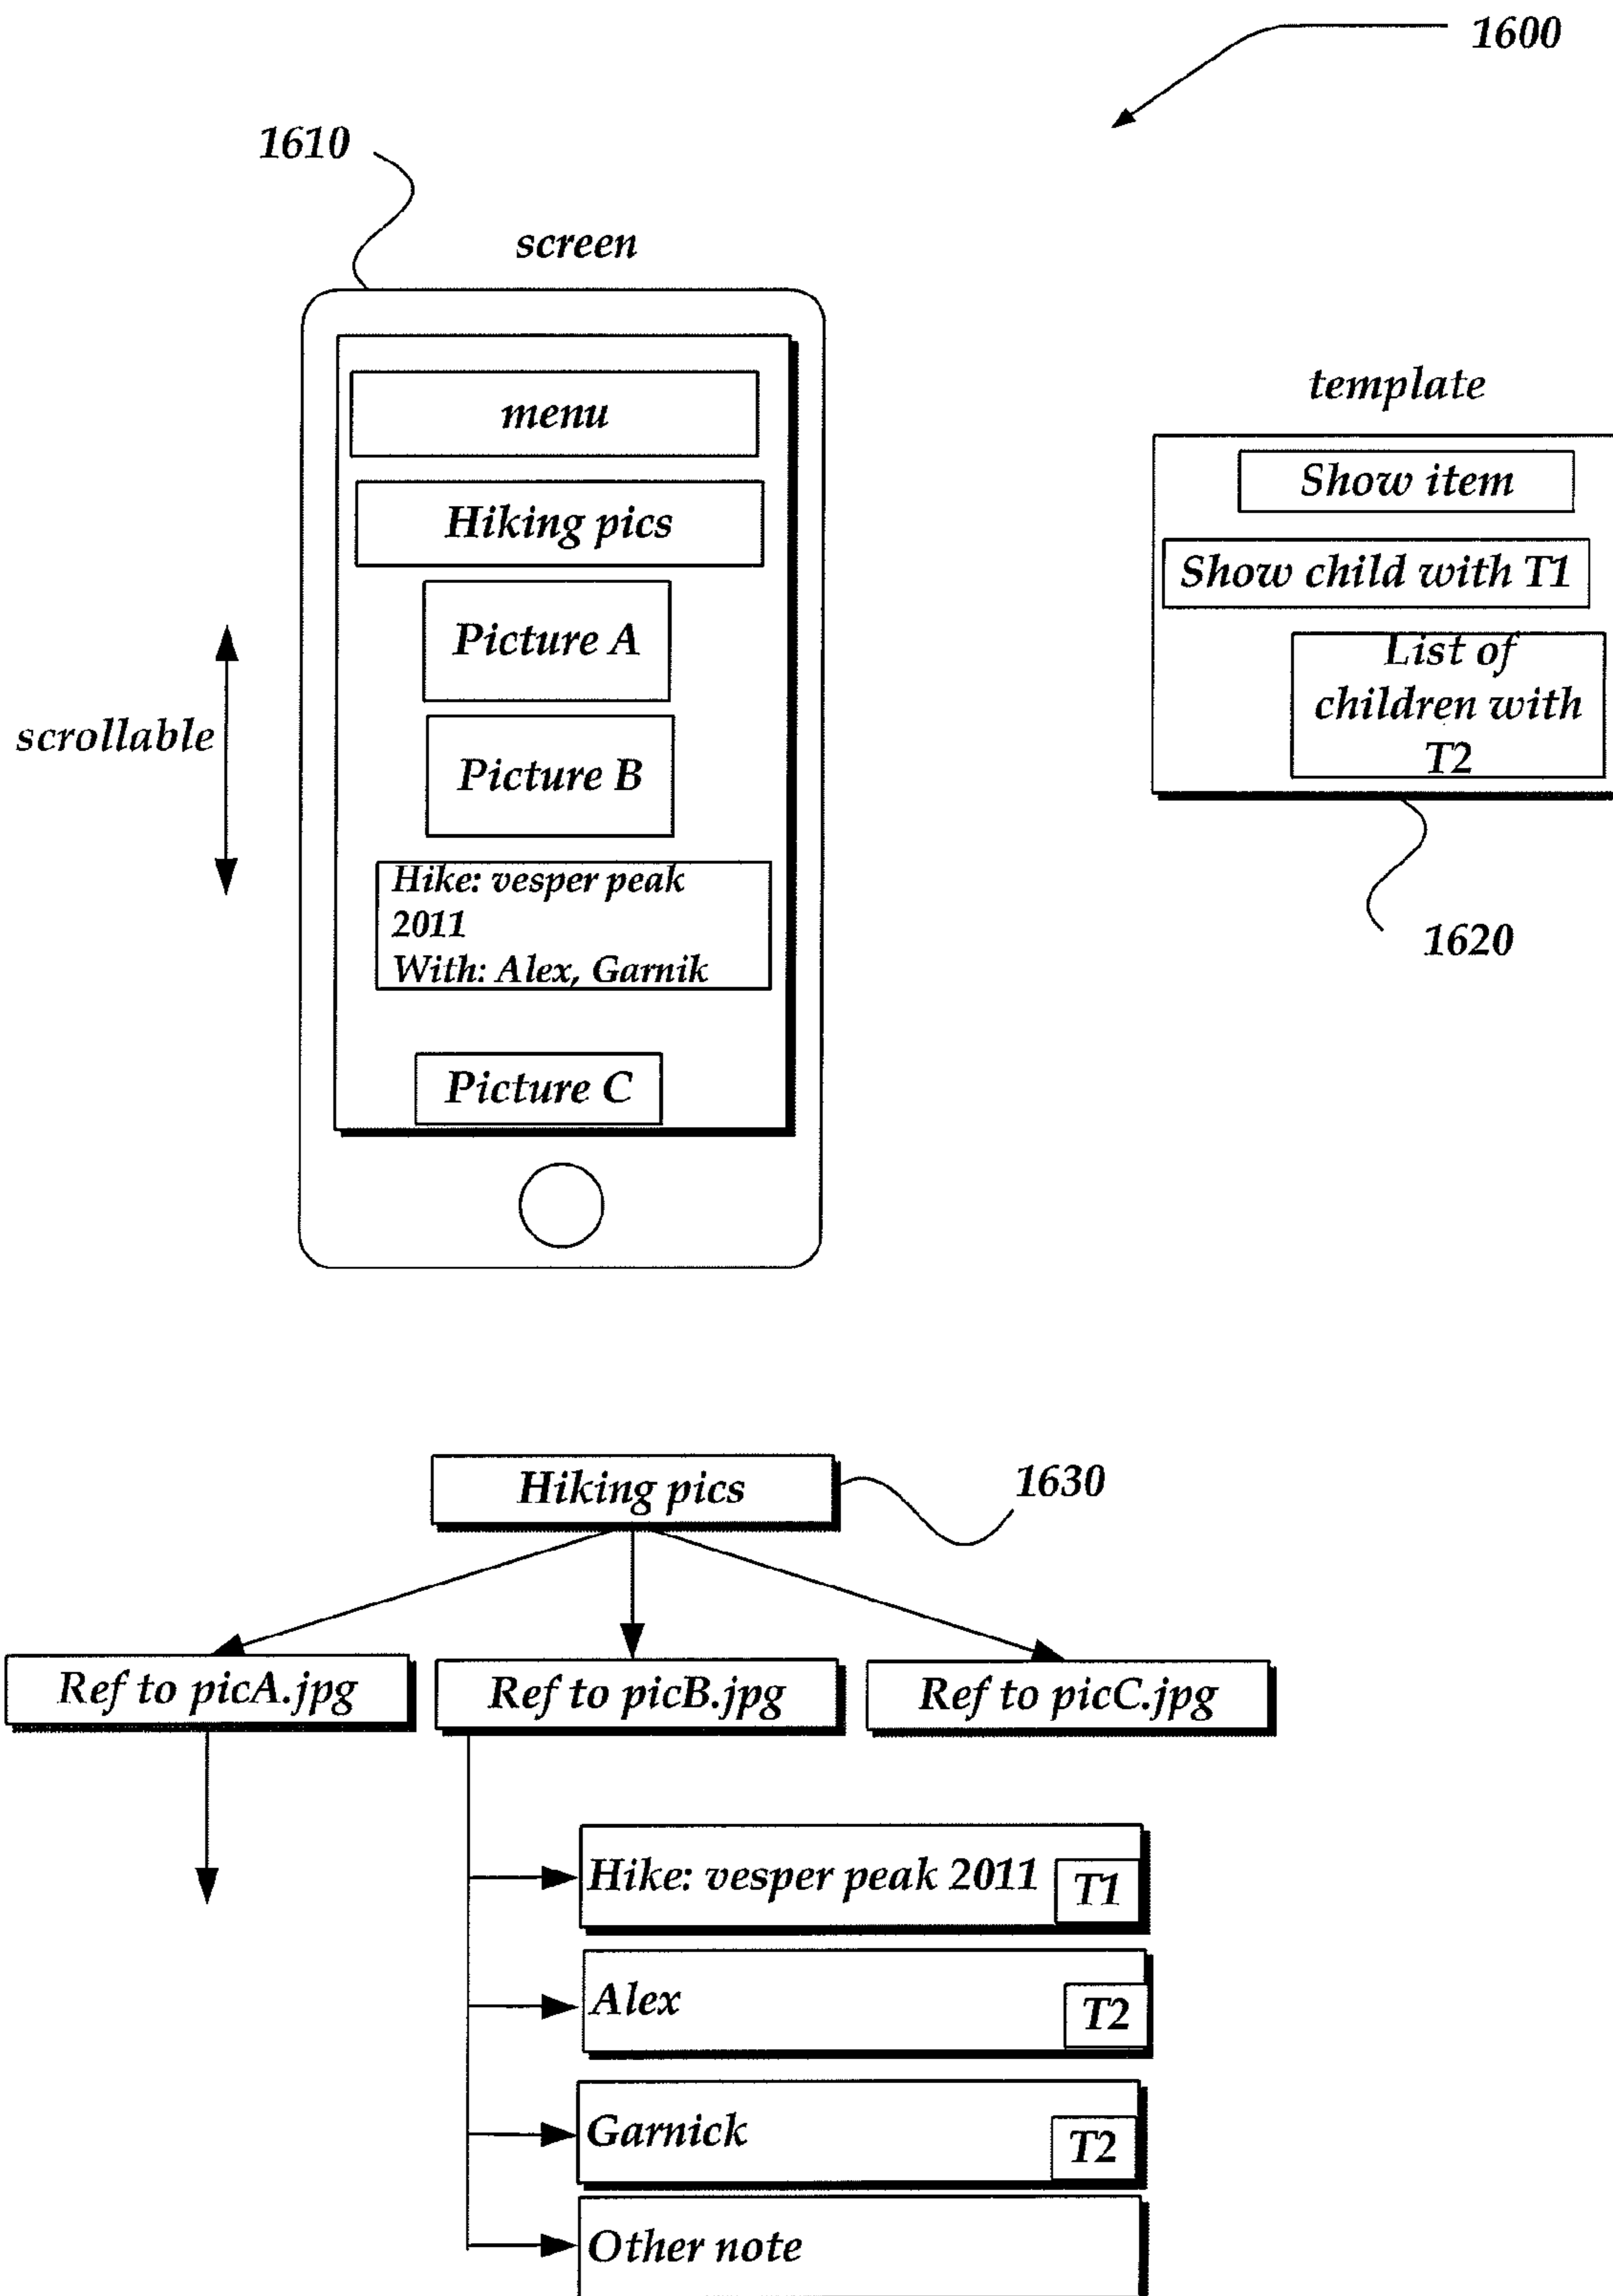 1600
1610
screen
menu
Hiking pics
Picture A
Picture B
Hike: vesper peak
2011
With: Alex, Garnik
Picture C
scrollable
template
Show item
Show child with T1
List of
children with
T2
1620
Hiking pics
1630
Ref to picA.jpg
Ref to picB.jpg
Ref to picC.jpg
Hike: vesper peak 2011
T1
Alex
T2
Garnick
T2
Other note